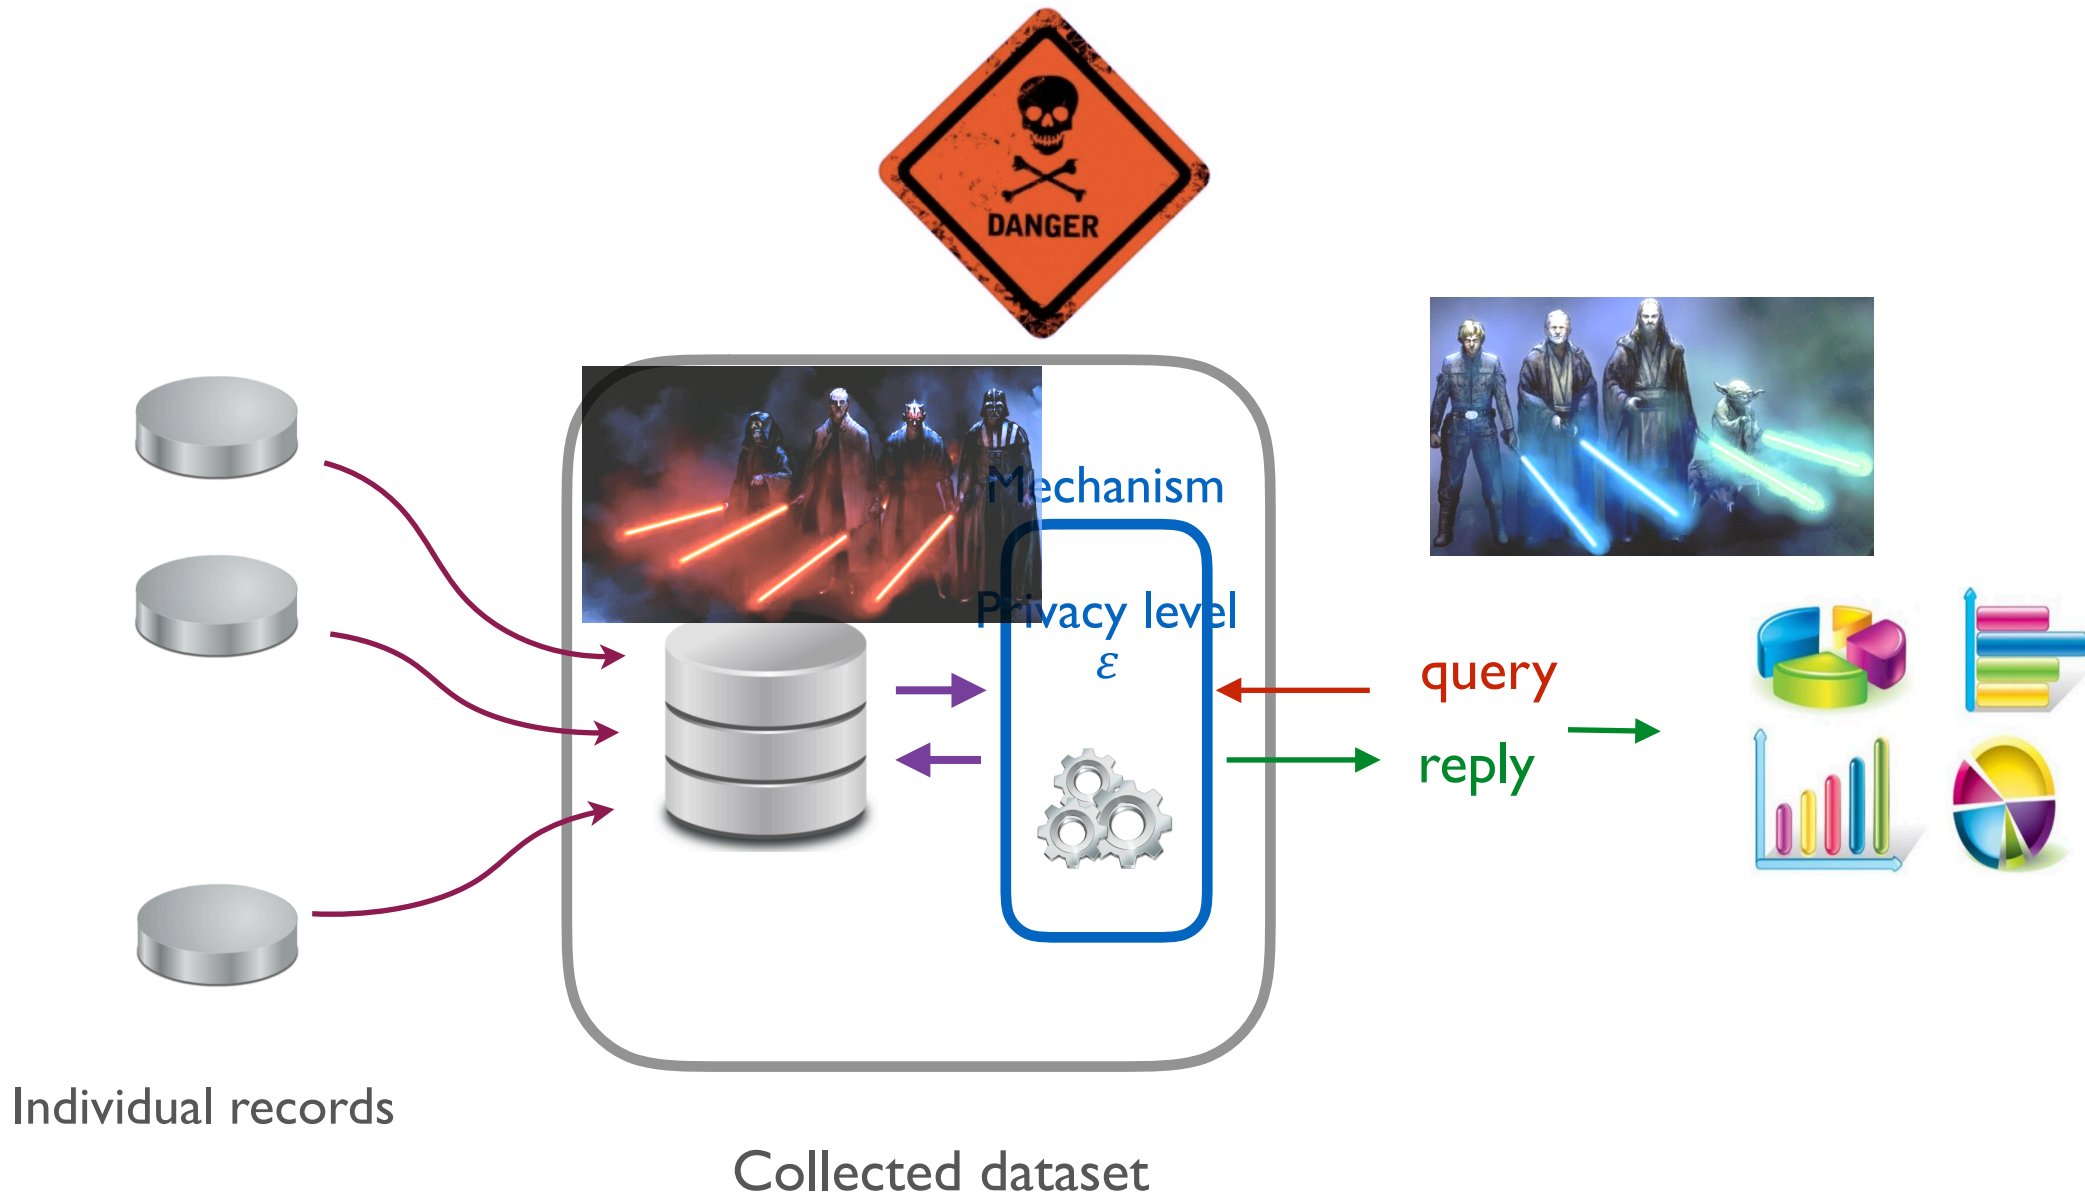 DANGER
Mechanism
Privacy level
ε
query
reply
Individual records
Collected dataset